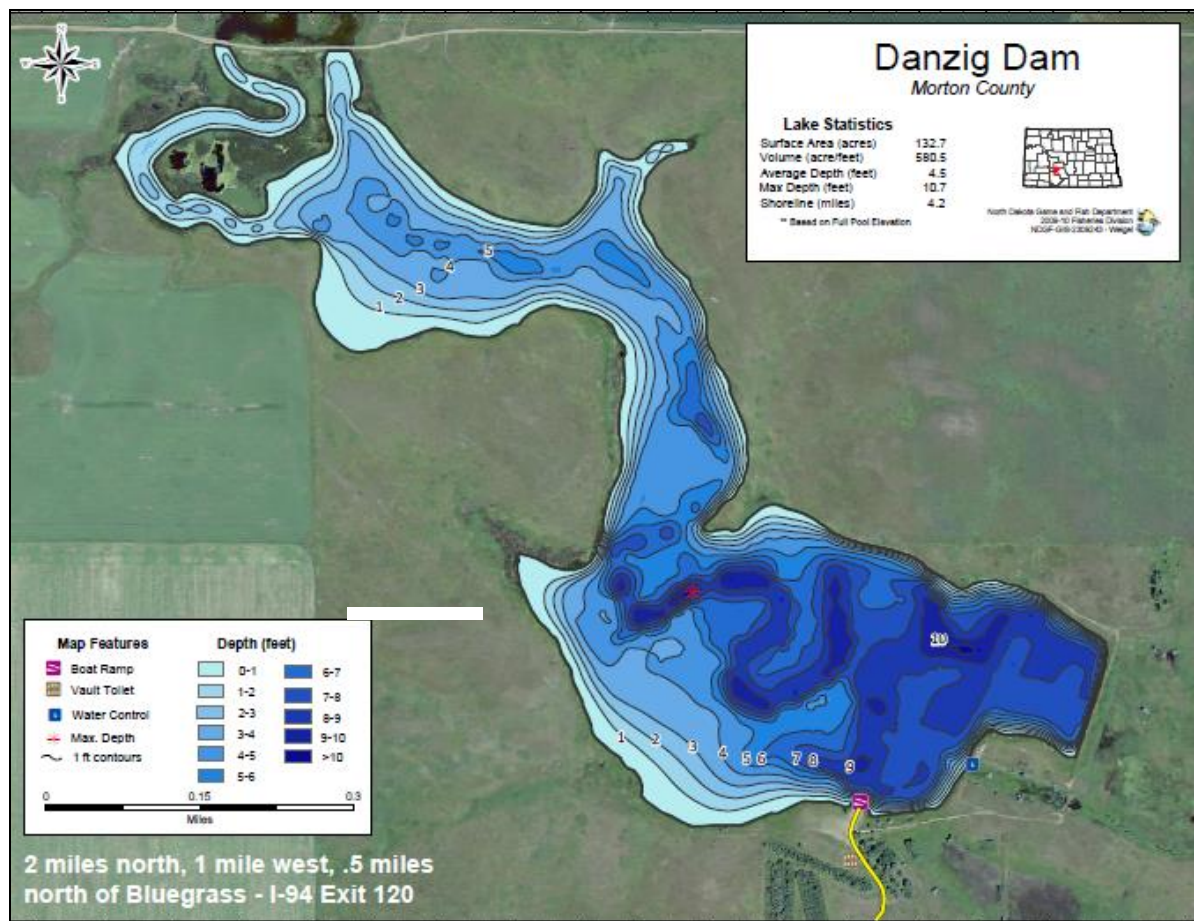 N
Danzig Dam
Morton County
Lake Statistics
Surface Area (acres) 132.7
Volume (acre/feet) 580.5
Average Depth (feet) 4.5
Max Depth (feet) 10.7
Shoreline (miles) 4.2
** Based on Full Pool Elevation
North Dakota Game and Fish Department
2009-10 Fisheries Division
Weigel
5
4
3
2
1
10
1
2
3
4
5
6
7
8
9
Map Features
Boat Ramp
Vault Toilet
Water Control
Max. Depth
1 ft contours
Depth (feet)
0-1
1-2
2-3
3-4
4-5
5-6
6-7
7-8
8-9
9-10
>10
0 0.15 0.3
Miles
2 miles north, 1 mile west, .5 miles
north of Bluegrass - I-94 Exit 120